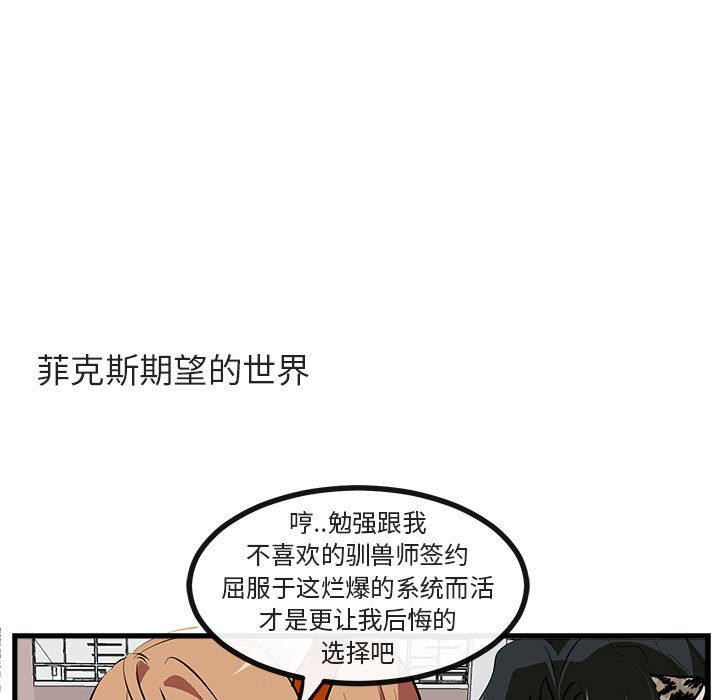 菲克斯期望的世界
哼..勉强跟我
不喜欢的驯兽师签约
屈服于这烂爆的系统而活
才是更让我后悔的
选择吧